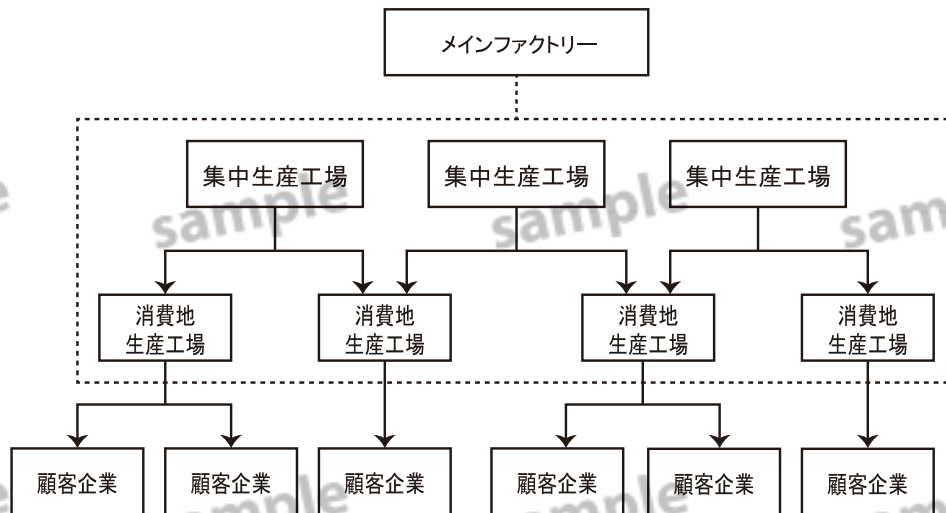 メインファクトリー
集中生産工場
集中生産工場
集中生産工場
sample
sample
sam
消費地
生産工場
消費地
生産工場
消費地
生産工場
消費地
生産工場
顧客企業
顧客企業
顧客企業
顧客企業
顧客企業
顧客企業
sample
sample